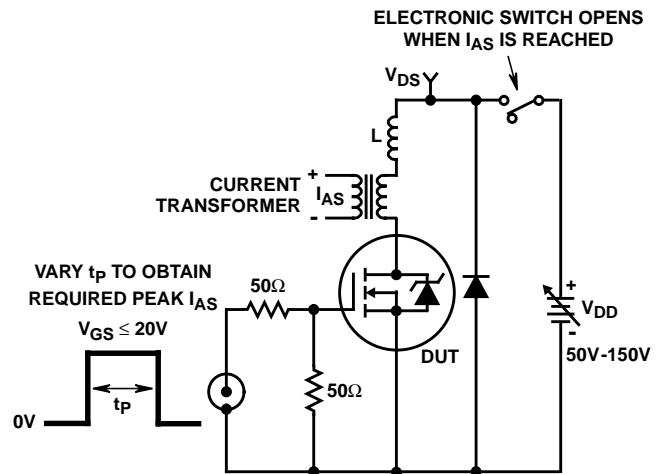 ELECTRONIC SWITCH OPENS
WHEN IAS IS REACHED
VDS
L
+
CURRENT
TRANSFORMER
IAS
-
VARY tP TO OBTAIN
REQUIRED PEAK IAS
50Ω
VGS ≤ 20V
+
VDD
-
DUT
50V-150V
50Ω
tP
0V